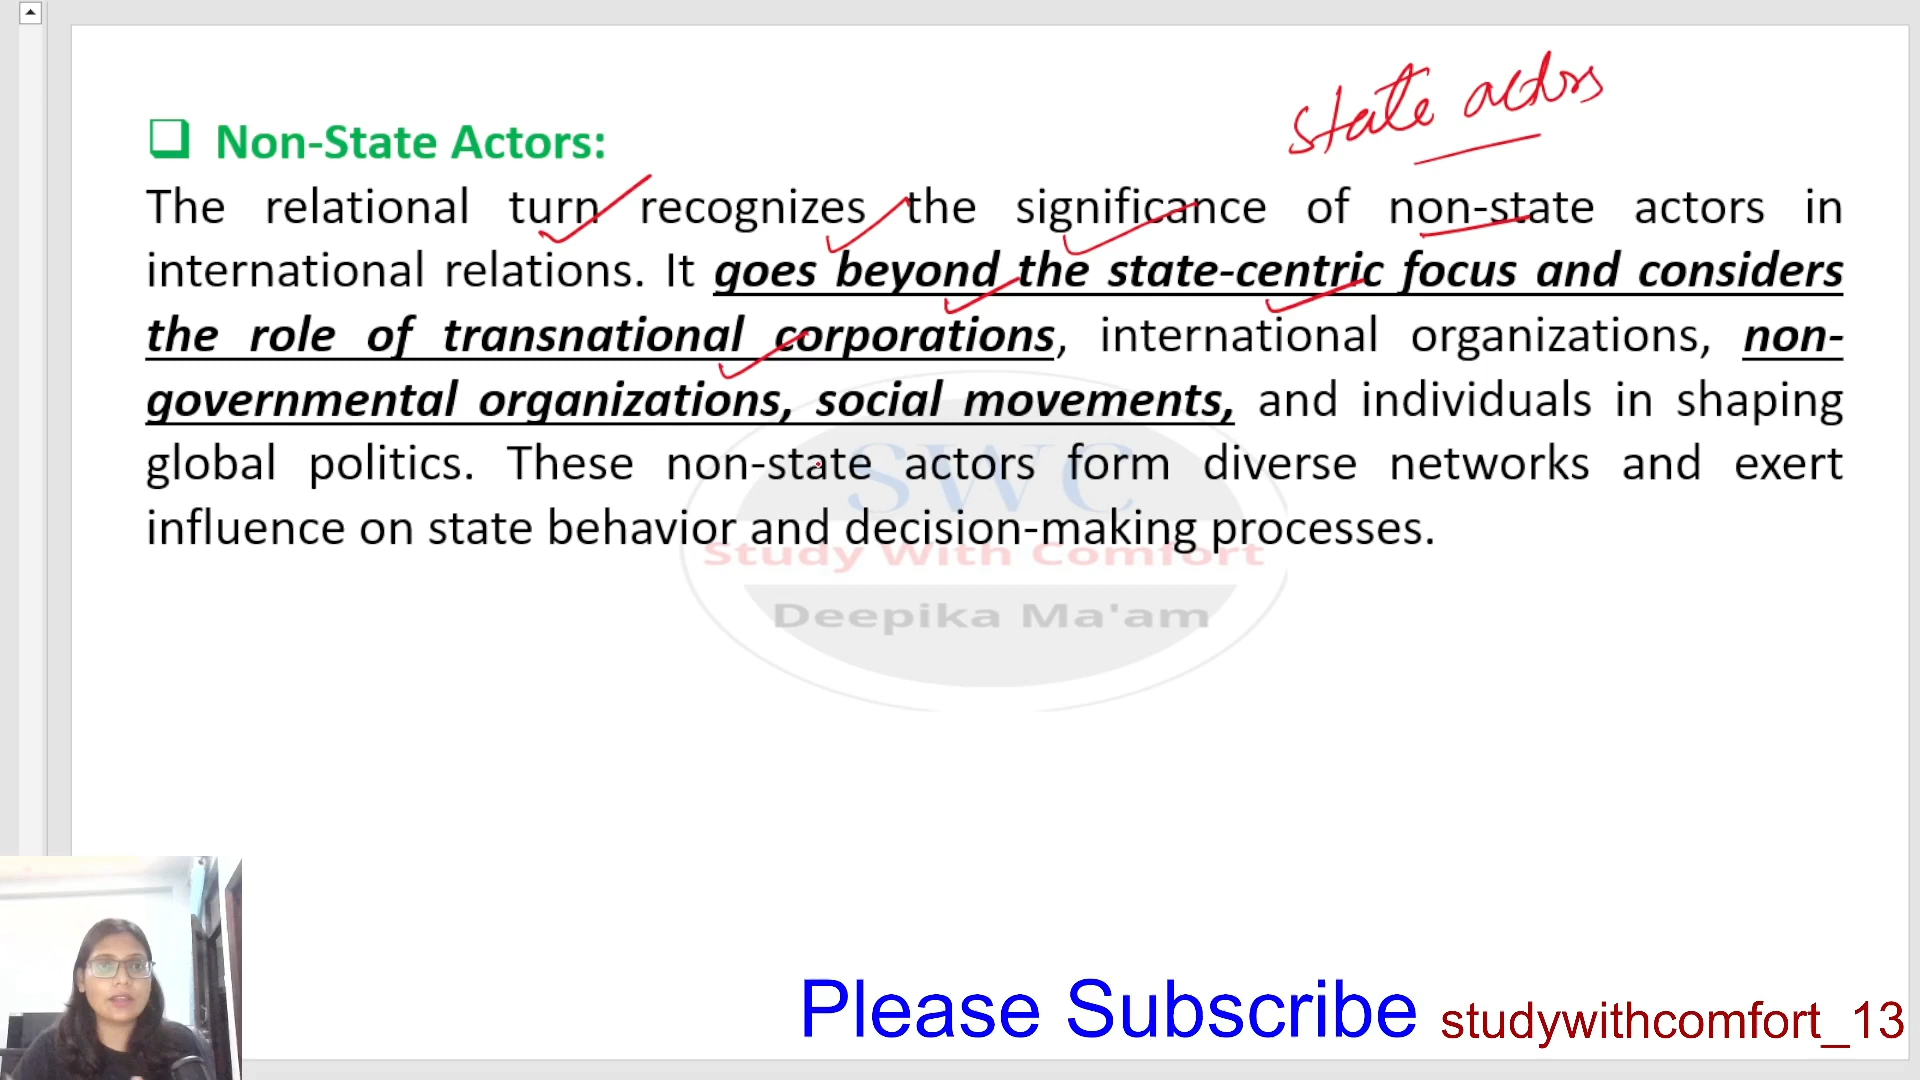 state actors
❑ Non-State Actors:
The relational turn recognizes the significance of non-state actors in
international relations. It goes beyond the state-centric focus and considers
the role of transnational corporations, international organizations, non-
governmental organizations, social movements, and individuals in shaping
global politics. These non-state actors form diverse networks and exert
influence on state behavior and decision-making processes.
SWC
Study With Comfort
Deepika Ma'am
Please Subscribe studywithcomfort_13